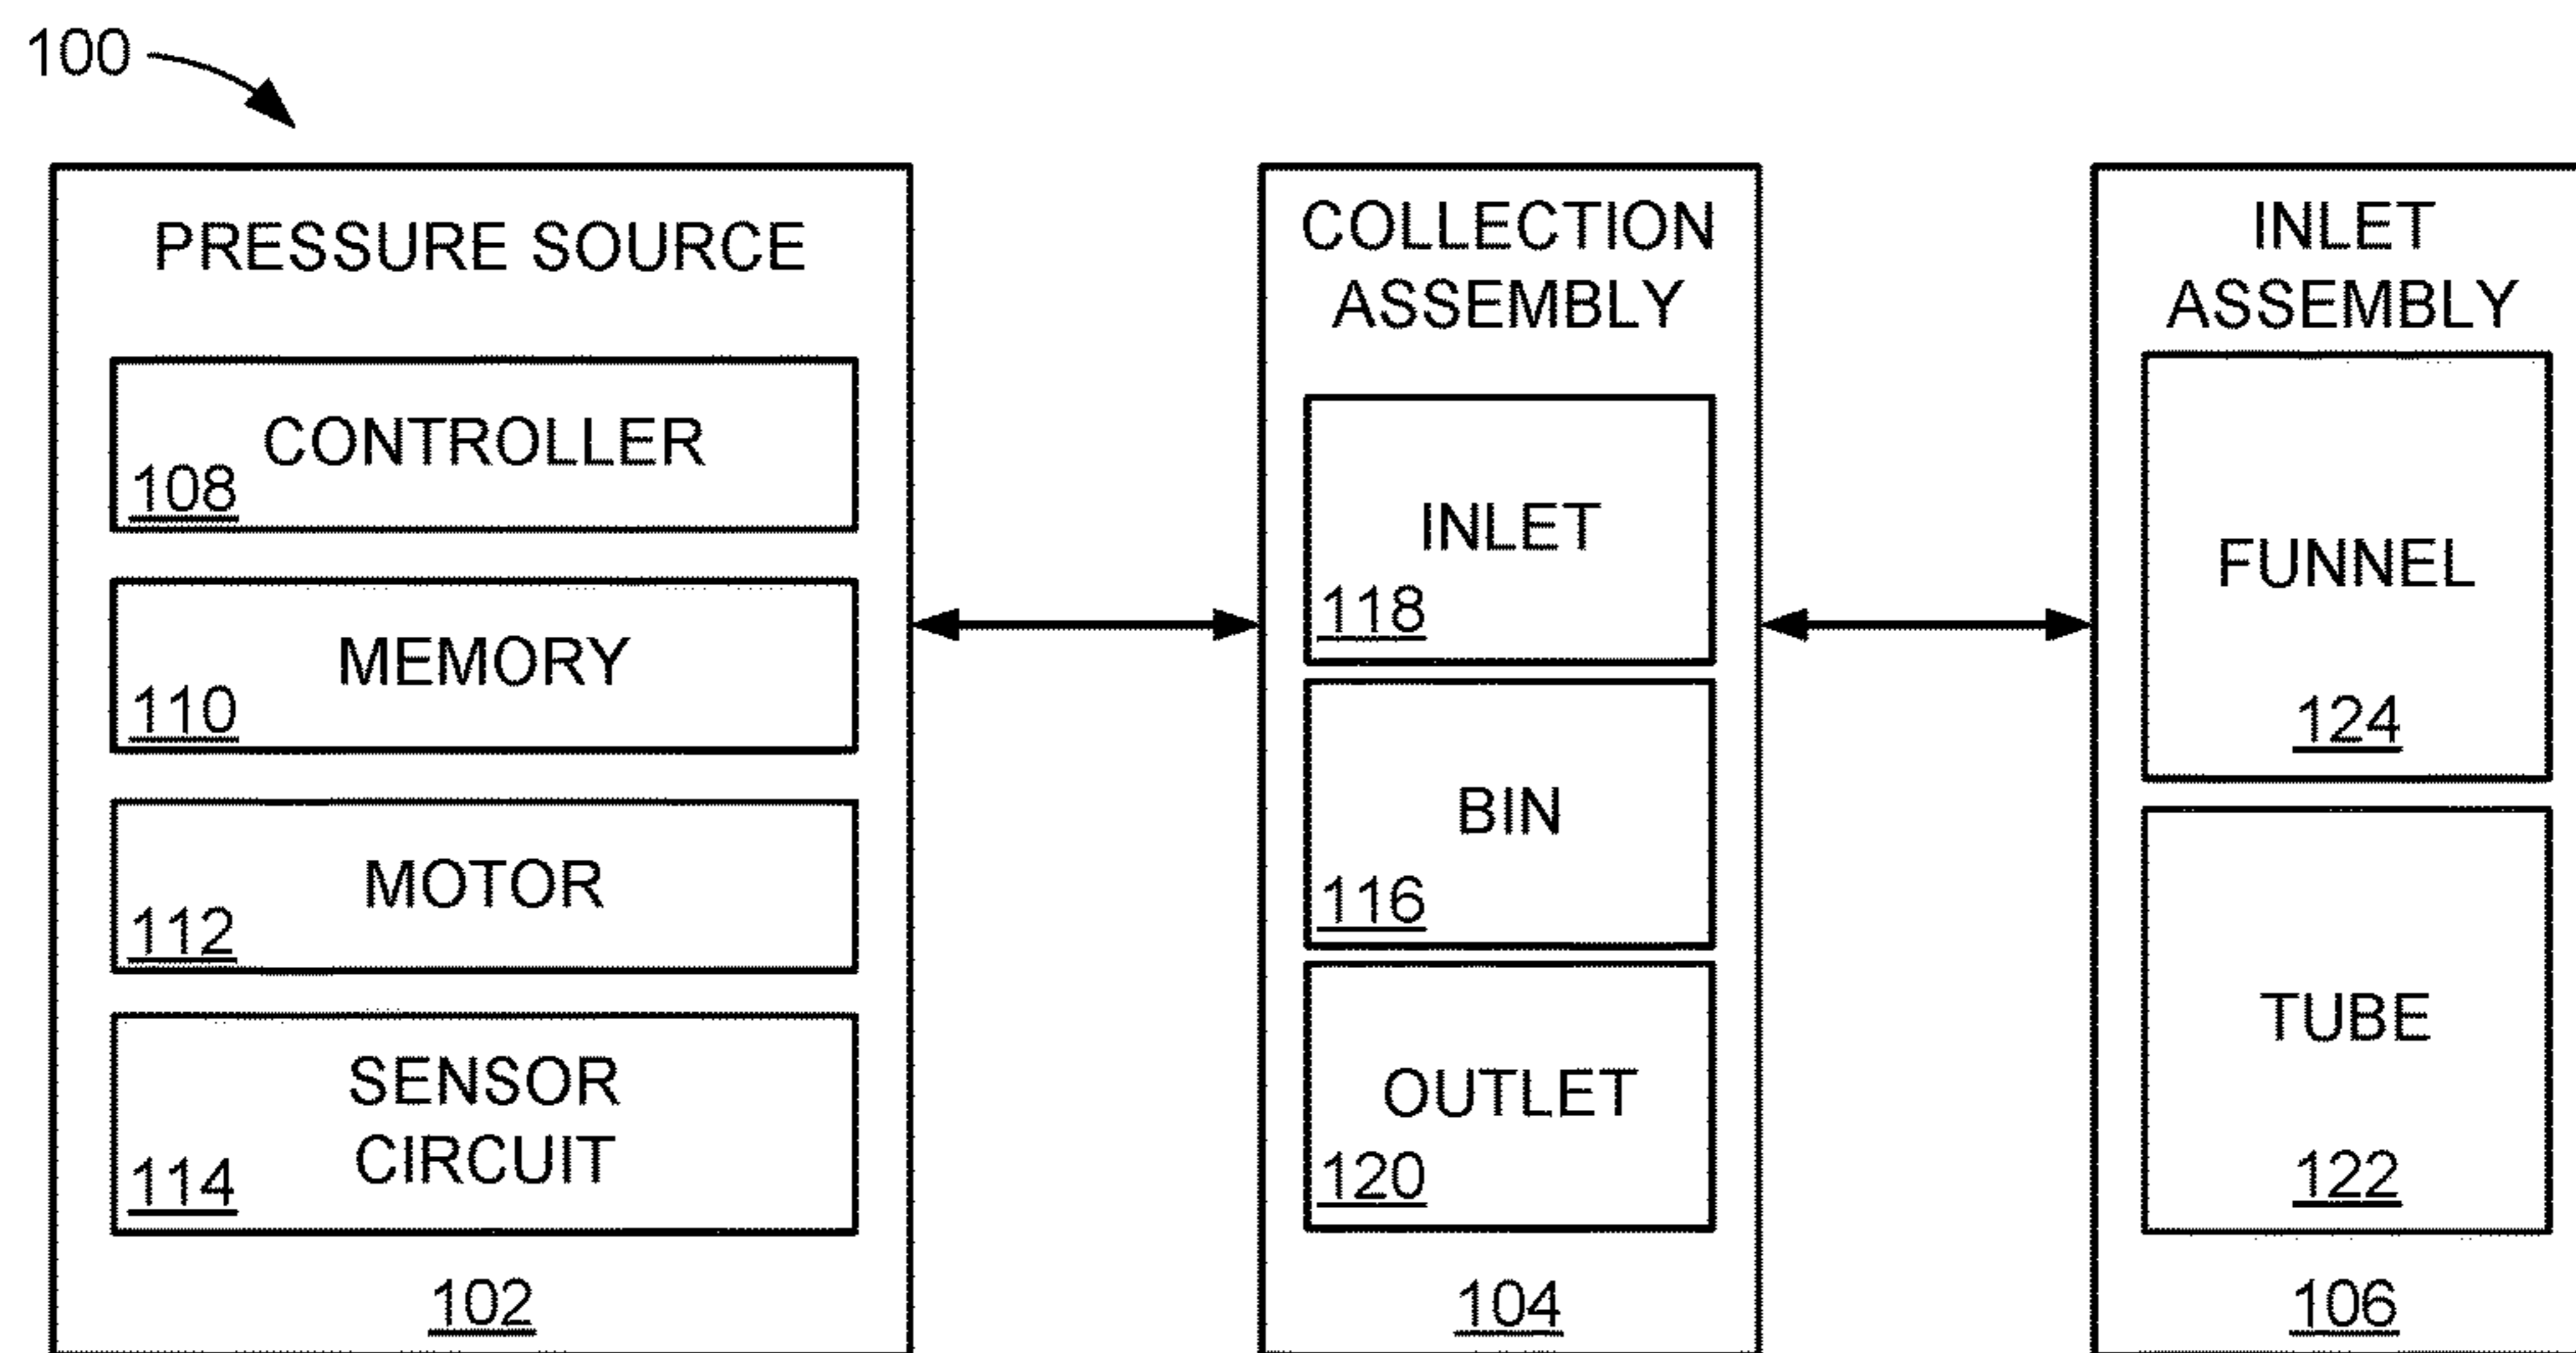 100
PRESSURE SOURCE
CONTROLLER
108
MEMORY
110
MOTOR
112
SENSOR
CIRCUIT
114
102
COLLECTION
ASSEMBLY
INLET
118
BIN
116
OUTLET
120
104
INLET
ASSEMBLY
FUNNEL
124
TUBE
122
106